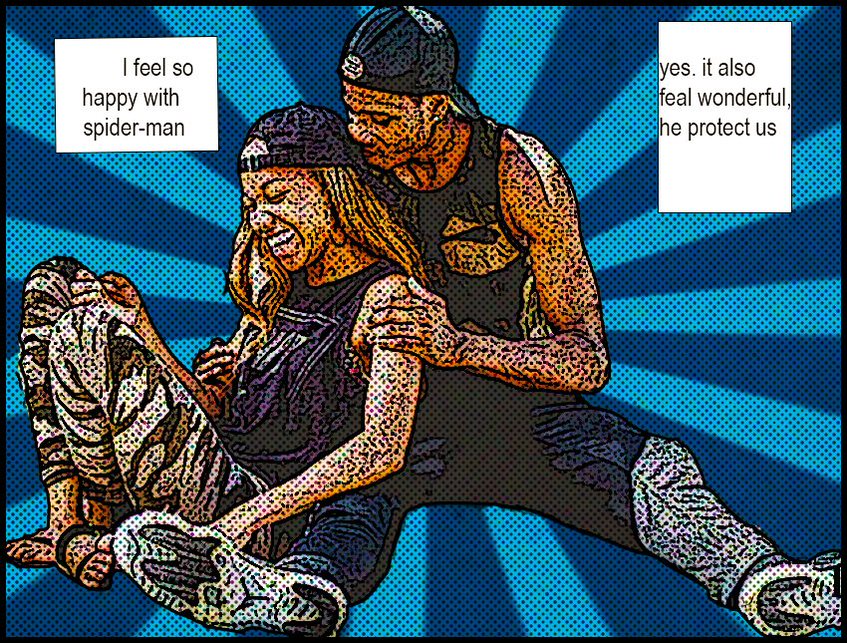 I feel so
happy with
spider-man
yes. it also
feal wonderful,
he protect us